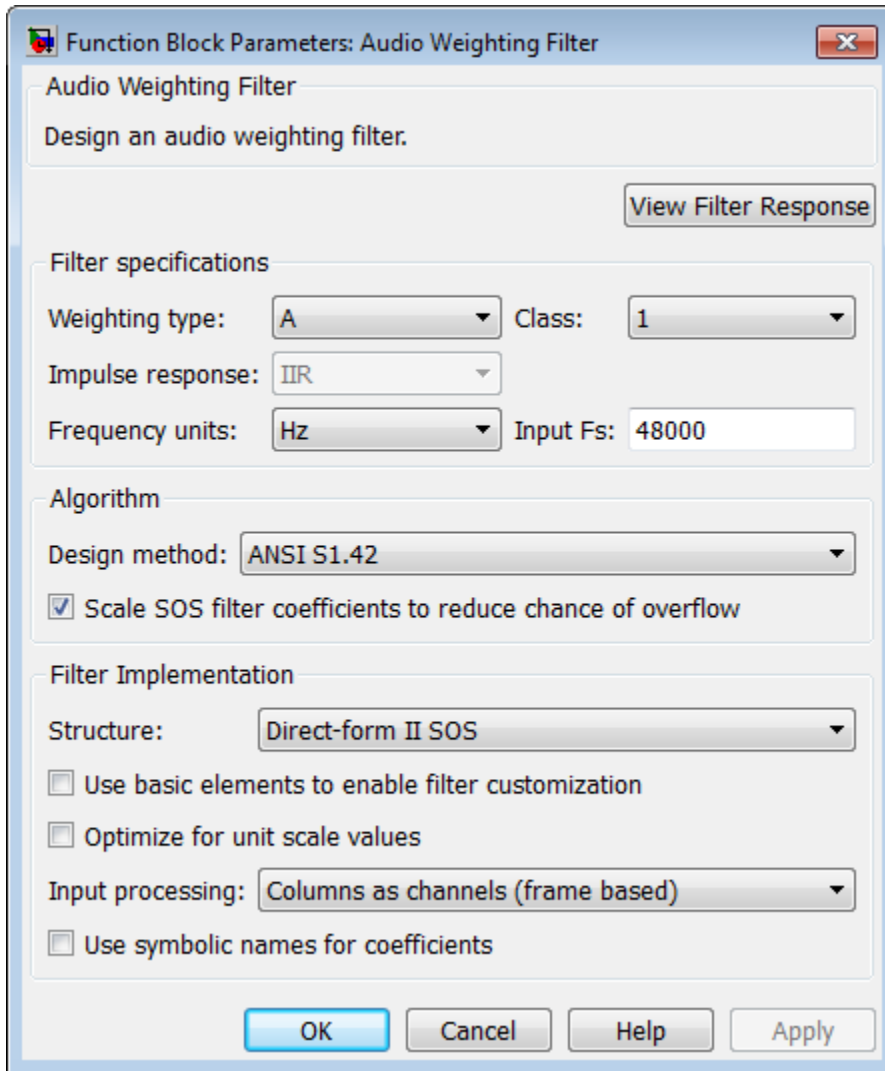 Function Block Parameters: Audio Weighting Filter
Audio Weighting Filter
Design an audio weighting filter.
View Filter Response
Filter specifications
Weighting type: A Class: 1
Impulse response: IIR
Frequency units: Hz Input Fs: 48000
Algorithm
Design method: ANSI S1.42
Scale SOS filter coefficients to reduce chance of overflow
Filter Implementation
Structure: Direct-form II SOS
Use basic elements to enable filter customization
Optimize for unit scale values
Input processing: Columns as channels (frame based)
Use symbolic names for coefficients
OK Cancel Help Apply